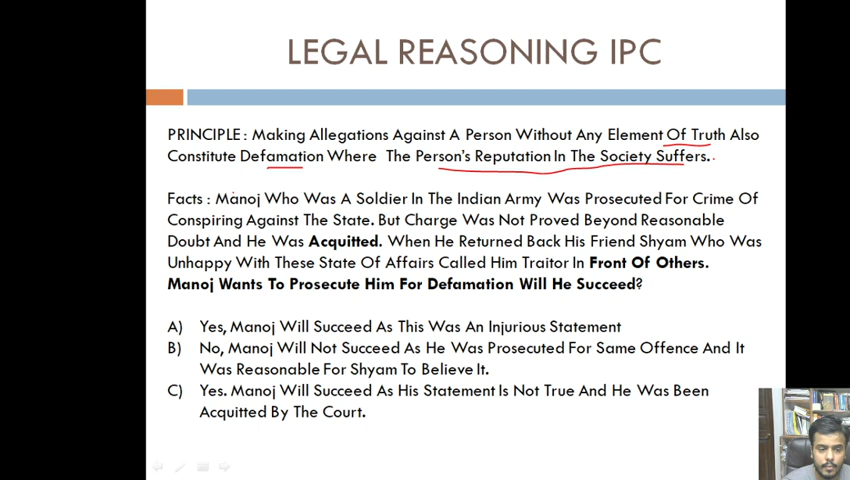 LEGAL REASONING IPC
PRINCIPLE : Making Allegations Against A Person Without Any Element Of Truth Also
Constitute Defamation Where The Person's Reputation In The Society Suffers.
Facts : Manoj Who Was A Soldier In The Indian Army Was Prosecuted For Crime Of
Conspiring Against The State. But Charge Was Not Proved Beyond Reasonable
Doubt And He Was Acquitted. When He Returned Back His Friend Shyam Who Was
Unhappy With These State Of Affairs Called Him Traitor In Front Of Others.
Manoj Wants To Prosecute Him For Defamation Will He Succeed?
A) Yes, Manoj Will Succeed As This Was An Injurious Statement
B) No, Manoj Will Not Succeed As He Was Prosecuted For Same Offence And It
Was Reasonable For Shyam To Believe It.
C) Yes. Manoj Will Succeed As His Statement Is Not True And He Was Been
Acquitted By The Court.